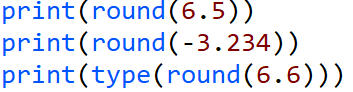 print(round(6.5))
print(round(-3.234))
print(type(round(6.6)))